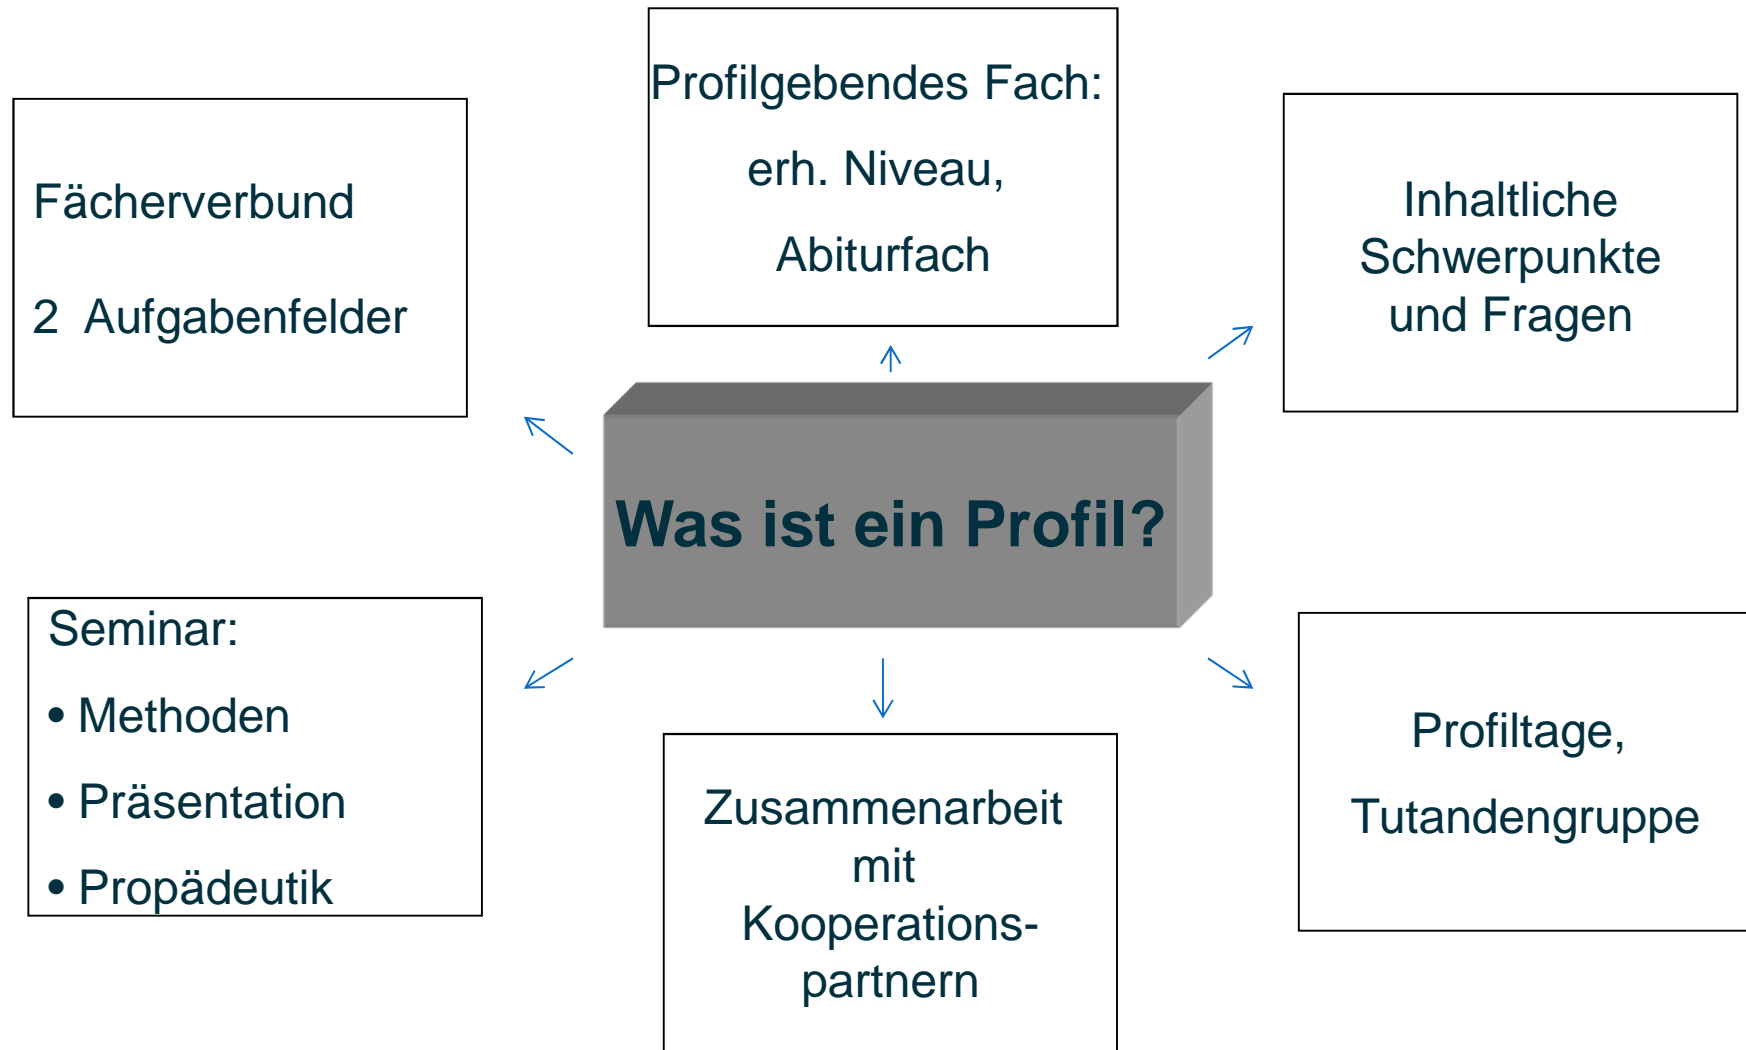 Profilgebendes Fach:
erh. Niveau,
Abiturfach
Fächerverbund
2 Aufgabenfelder
Inhaltliche
Schwerpunkte
und Fragen
Was ist ein Profil?
Seminar:
• Methoden
• Präsentation
• Propädeutik
Zusammenarbeit
mit
Kooperations-
partnern
Profiltage,
Tutandengruppe